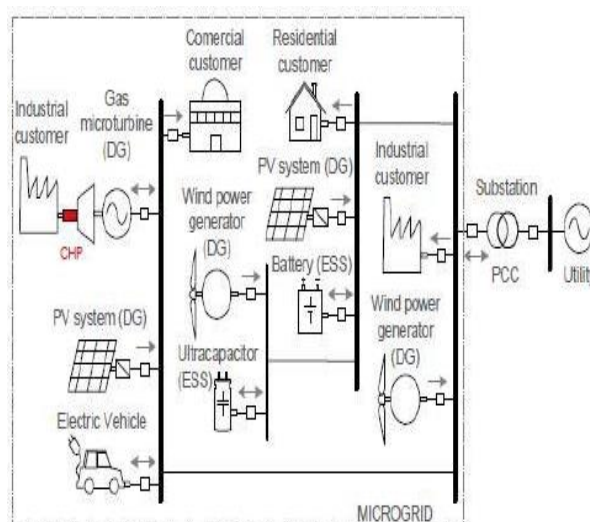 Comercial
customer
Residential
customer
Gas
microturbine
(DG)
Industrial
customer
CHP
PV system (DG)
Industrial
customer
Substation
Wind power
generator
(DG)
Battery (ESS)
PCC
Utility
Wind power
generator
(DG)
PV system (DG)
Ultracapacitor
(ESS)
Electric Vehicle
MICROGRID